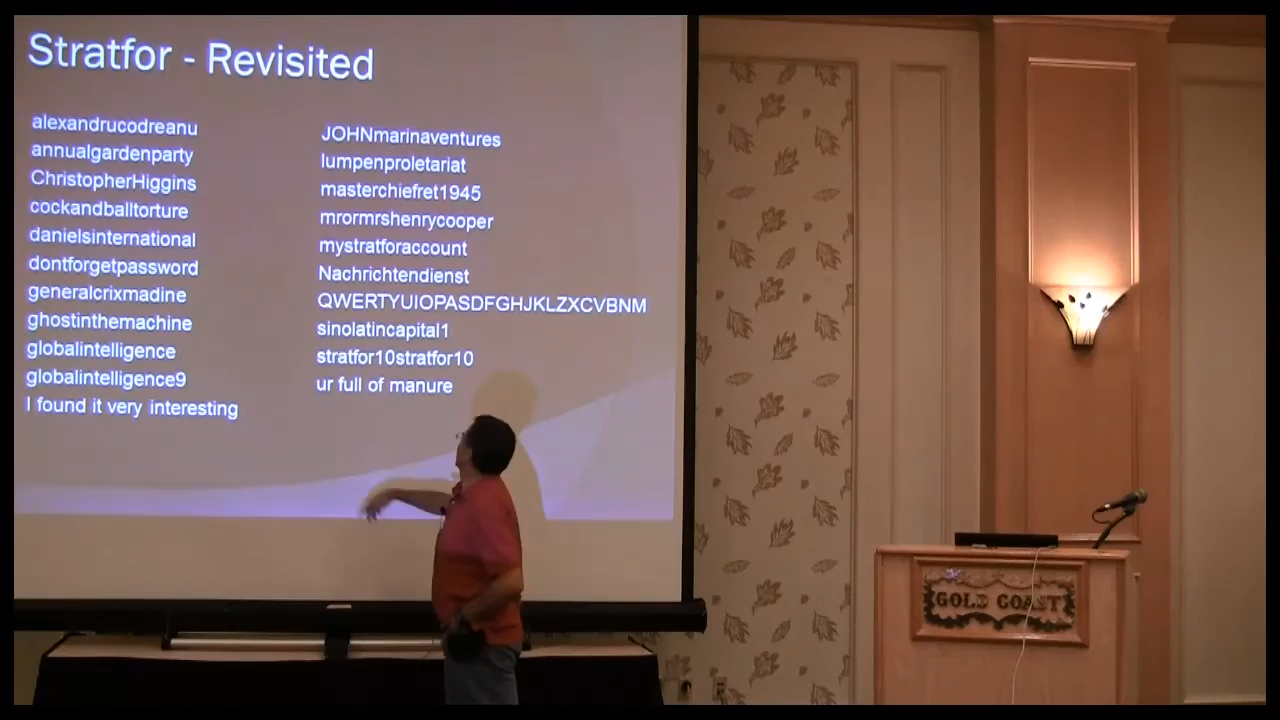 Stratfor - Revisited
alexandrucodreanu
annualgardenparty
ChristopherHiggins
cockandballtorture
danielsinternational
dontforgetpassword
generalcrixmadine
ghostinthemachine
globalintelligence
globalintelligence9
I found it very interesting
JOHNmarinaventures
lumpenproletariat
masterchiefret1945
mrormrshenrycooper
mystratforaccount
Nachrichtendienst
QWERTYUIOPASDFGHJKLZXCVBNM
sinolatincapital1
stratfor10stratfor10
ur full of manure
GOLD COAST